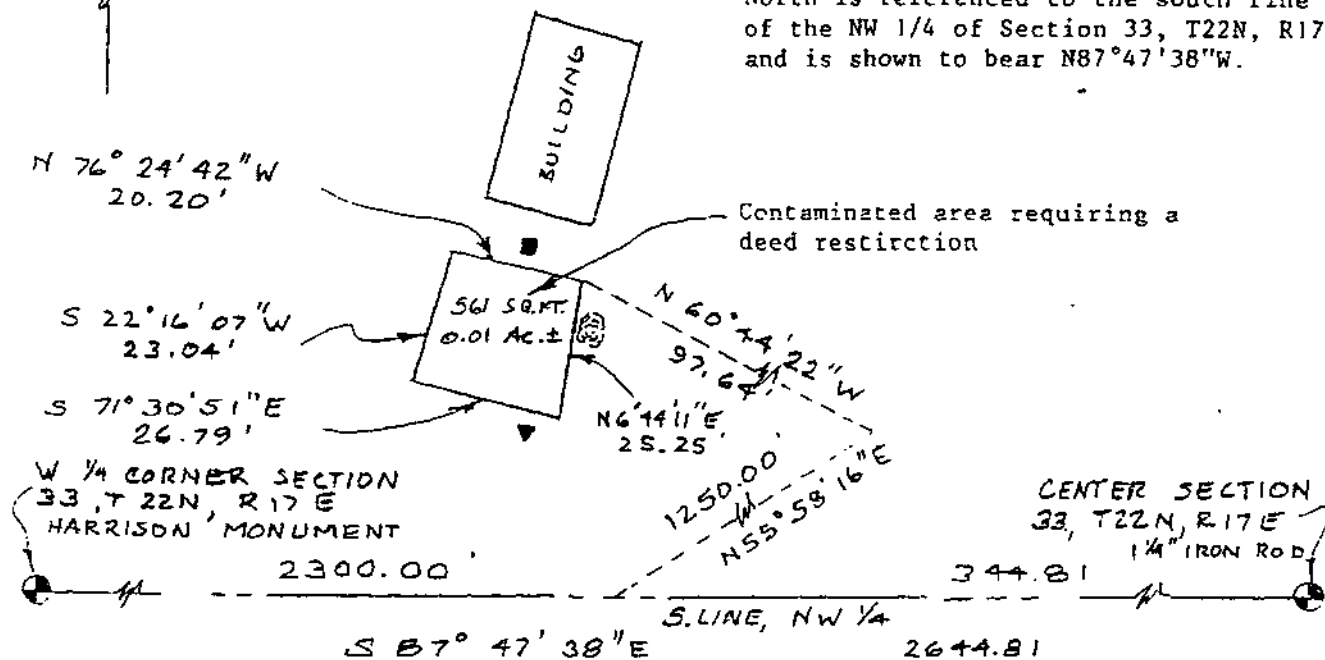 North is referenced to the south line
of the NW 1/4 of Section 33, T22N, R17
and is shown to bear N87°47'38"W.
BUILDING
N 76° 24' 42" W
20.20'
Contaminated area requiring a
deed restirction
561 SQ.FT.
0.01 AC.±
S 22° 16' 07" W
23.04'
S 71° 30' 51" E
26.79'
N 60° 44' 22" W
97.64'
N6°44'11"E
25.25'
1250.00'
N55°58'16"E
W 1/4 CORNER SECTION
33, T 22N, R 17 E
HARRISON MONUMENT
CENTER SECTION
33, T22N, R17E
1 1/4" IRON ROD
2300.00'
344.81
S. LINE, NW 1/4
S 87° 47' 38" E
2644.81